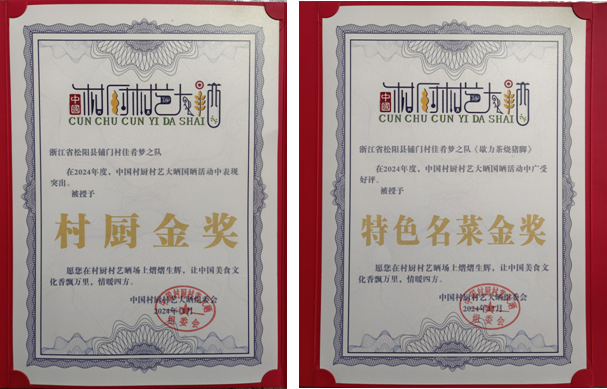 中國 村厨村艺大晒
CUN CHU CUN YI DA SHAI
浙江省松阳县铺门村佳肴梦之队
在2024年度，中国村厨村艺大晒国晒活动中表现
突出。
被授予
村厨金奖
愿您在村厨村艺晒场上熠熠生辉，让中国美食文
化香飘万里，情暖四方。
中国村厨村艺大晒组委会
2024年
组委会
中國 村厨村艺大晒
CUN CHU CUN YI DA SHAI
浙江省松阳县铺门村佳肴梦之队《歇力茶烧猪脚》
在2024年度，中国村厨村艺大晒国晒活动中广受
好评。
被授予
特色名菜金奖
愿您在村厨村艺晒场上熠熠生辉，让中国美食文
化香飘万里，情暖四方。
中国村厨村艺大晒组委会
2024年
组委会